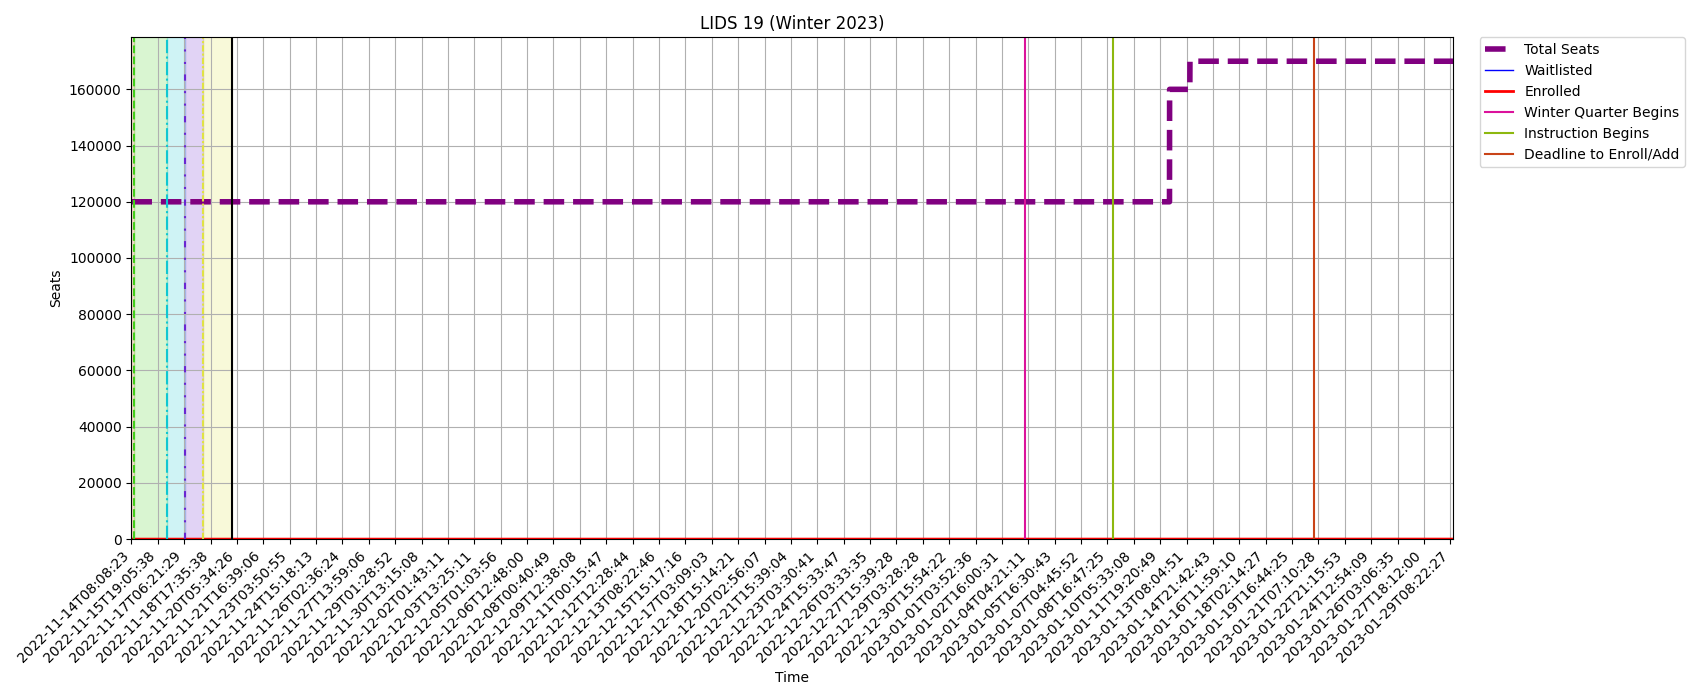 LIDS 19 (Winter 2023)
Total Seats
Waitlisted
Enrolled
Winter Quarter Begins
Instruction Begins
Deadline to Enroll/Add
Seats
160000
140000
120000
100000
80000
60000
40000
20000
0
2022-11-14T08:08:23
2022-11-15T19:05:38
2022-11-17T06:21:29
2022-11-18T17:35:38
2022-11-20T05:34:26
2022-11-21T16:39:06
2022-11-23T03:50:55
2022-11-24T15:18:13
2022-11-26T02:36:24
2022-11-27T13:59:06
2022-11-29T01:28:52
2022-11-30T13:15:08
2022-12-02T01:43:11
2022-12-03T13:25:11
2022-12-05T01:03:56
2022-12-06T12:48:00
2022-12-08T00:40:49
2022-12-09T12:38:08
2022-12-11T00:15:47
2022-12-12T12:28:44
2022-12-13T08:22:46
2022-12-15T15:17:16
2022-12-17T03:09:03
2022-12-18T15:14:21
2022-12-20T02:56:07
2022-12-21T15:39:04
2022-12-23T03:30:41
2022-12-24T15:33:47
2022-12-26T03:33:35
2022-12-27T15:39:28
2022-12-29T03:28:28
2022-12-30T15:54:22
2023-01-01T03:52:36
2023-01-02T16:00:31
2023-01-04T04:21:11
2023-01-05T16:30:43
2023-01-07T04:45:52
2023-01-08T16:47:25
2023-01-10T05:33:08
2023-01-11T19:20:49
2023-01-13T08:04:51
2023-01-14T21:42:43
2023-01-16T11:59:10
2023-01-18T02:14:27
2023-01-19T16:44:25
2023-01-21T07:10:28
2023-01-22T21:15:53
2023-01-24T12:54:09
2023-01-26T03:06:35
2023-01-27T18:12:00
2023-01-29T08:22:27
Time